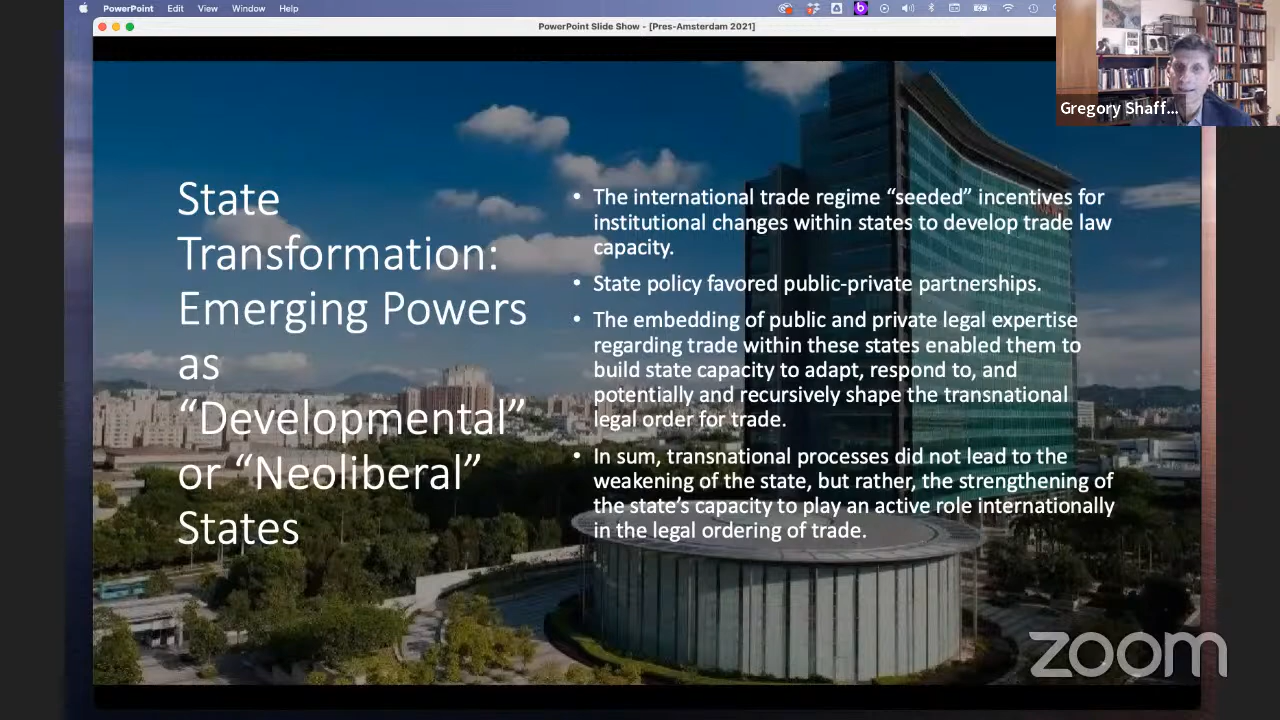 PowerPoint Edit View Window Help
PowerPoint Slide Show - [Pres-Amsterdam 2021]
Gregory Shaff...
State
Transformation:
Emerging Powers
as
“Developmental”
or “Neoliberal”
States
• The international trade regime “seeded” incentives for
institutional changes within states to develop trade law
capacity.
• State policy favored public-private partnerships.
• The embedding of public and private legal expertise
regarding trade within these states enabled them to
build state capacity to adapt, respond to, and
potentially and recursively shape the transnational
legal order for trade.
• In sum, transnational processes did not lead to the
weakening of the state, but rather, the strengthening of
the state’s capacity to play an active role internationally
in the legal ordering of trade.
zoom